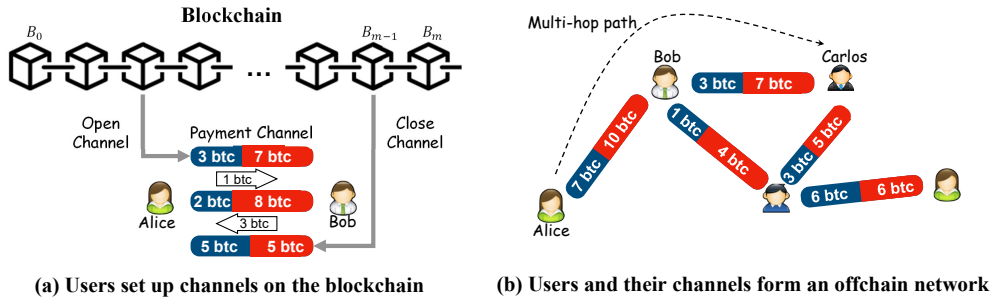 Blockchain
B_0
B_{m-1}
B_m
...
Open
Channel
Payment Channel
Close
Channel
3 btc 7 btc
1 btc
2 btc 8 btc
3 btc
5 btc 5 btc
Alice
Bob
(a) Users set up channels on the blockchain
Multi-hop path
Bob
Carlos
3 btc 7 btc
7 btc 10 btc
1 btc 4 btc
3 btc 5 btc
6 btc 6 btc
Alice
(b) Users and their channels form an offchain network